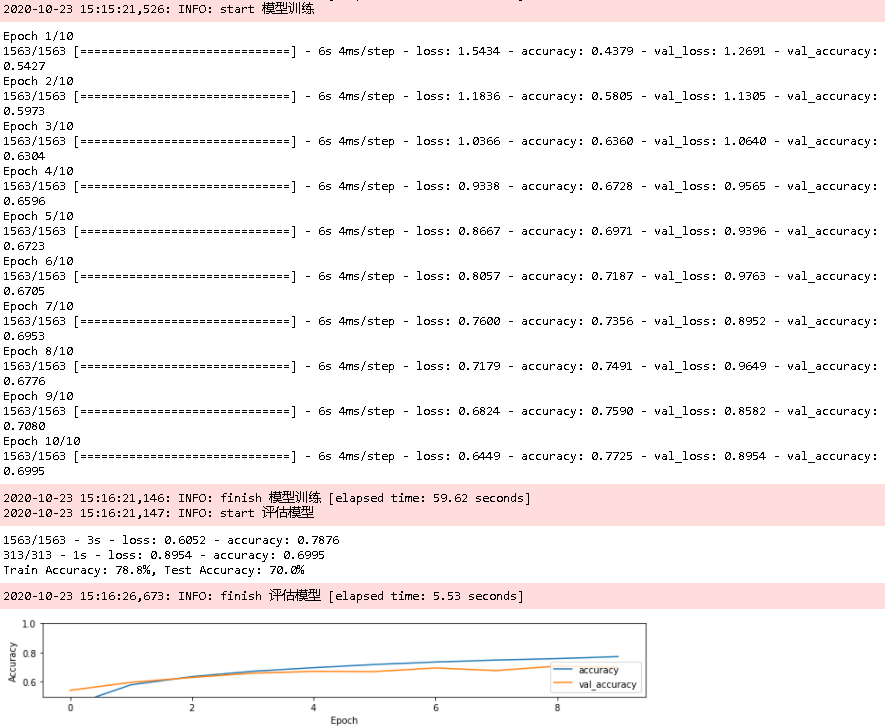 2020-10-23 15:15:21,526: INFO: start 模型训练
Epoch 1/10
1563/1563 [==============================] - 6s 4ms/step - loss: 1.5434 - accuracy: 0.4379 - val_loss: 1.2691 - val_accuracy:
0.5427
Epoch 2/10
1563/1563 [==============================] - 6s 4ms/step - loss: 1.1836 - accuracy: 0.5805 - val_loss: 1.1305 - val_accuracy:
0.5973
Epoch 3/10
1563/1563 [==============================] - 6s 4ms/step - loss: 1.0366 - accuracy: 0.6360 - val_loss: 1.0640 - val_accuracy:
0.6304
Epoch 4/10
1563/1563 [==============================] - 6s 4ms/step - loss: 0.9338 - accuracy: 0.6728 - val_loss: 0.9565 - val_accuracy:
0.6596
Epoch 5/10
1563/1563 [==============================] - 6s 4ms/step - loss: 0.8667 - accuracy: 0.6971 - val_loss: 0.9396 - val_accuracy:
0.6723
Epoch 6/10
1563/1563 [==============================] - 6s 4ms/step - loss: 0.8057 - accuracy: 0.7187 - val_loss: 0.9763 - val_accuracy:
0.6705
Epoch 7/10
1563/1563 [==============================] - 6s 4ms/step - loss: 0.7600 - accuracy: 0.7356 - val_loss: 0.8952 - val_accuracy:
0.6953
Epoch 8/10
1563/1563 [==============================] - 6s 4ms/step - loss: 0.7179 - accuracy: 0.7491 - val_loss: 0.9649 - val_accuracy:
0.6776
Epoch 9/10
1563/1563 [==============================] - 6s 4ms/step - loss: 0.6824 - accuracy: 0.7590 - val_loss: 0.8582 - val_accuracy:
0.7080
Epoch 10/10
1563/1563 [==============================] - 6s 4ms/step - loss: 0.6449 - accuracy: 0.7725 - val_loss: 0.8954 - val_accuracy:
0.6995
2020-10-23 15:16:21,146: INFO: finish 模型训练 [elapsed time: 59.62 seconds]
2020-10-23 15:16:21,147: INFO: start 评估模型
1563/1563 - 3s - loss: 0.6052 - accuracy: 0.7876
313/313 - 1s - loss: 0.8954 - accuracy: 0.6995
Train Accuracy: 78.8%, Test Accuracy: 70.0%
2020-10-23 15:16:26,673: INFO: finish 评估模型 [elapsed time: 5.53 seconds]
1.0
0.8
0.6
Accuracy
accuracy
val_accuracy
0 2 4 6 8
Epoch